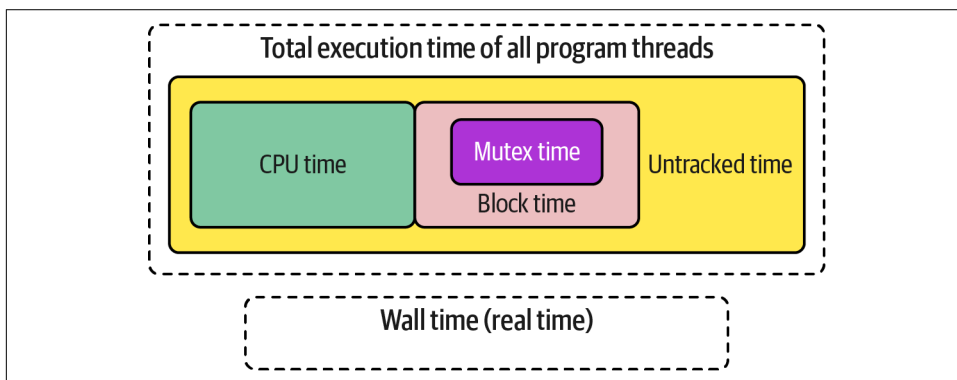 Total execution time of all program threads
CPU time
Mutex time
Block time
Untracked time
Wall time (real time)